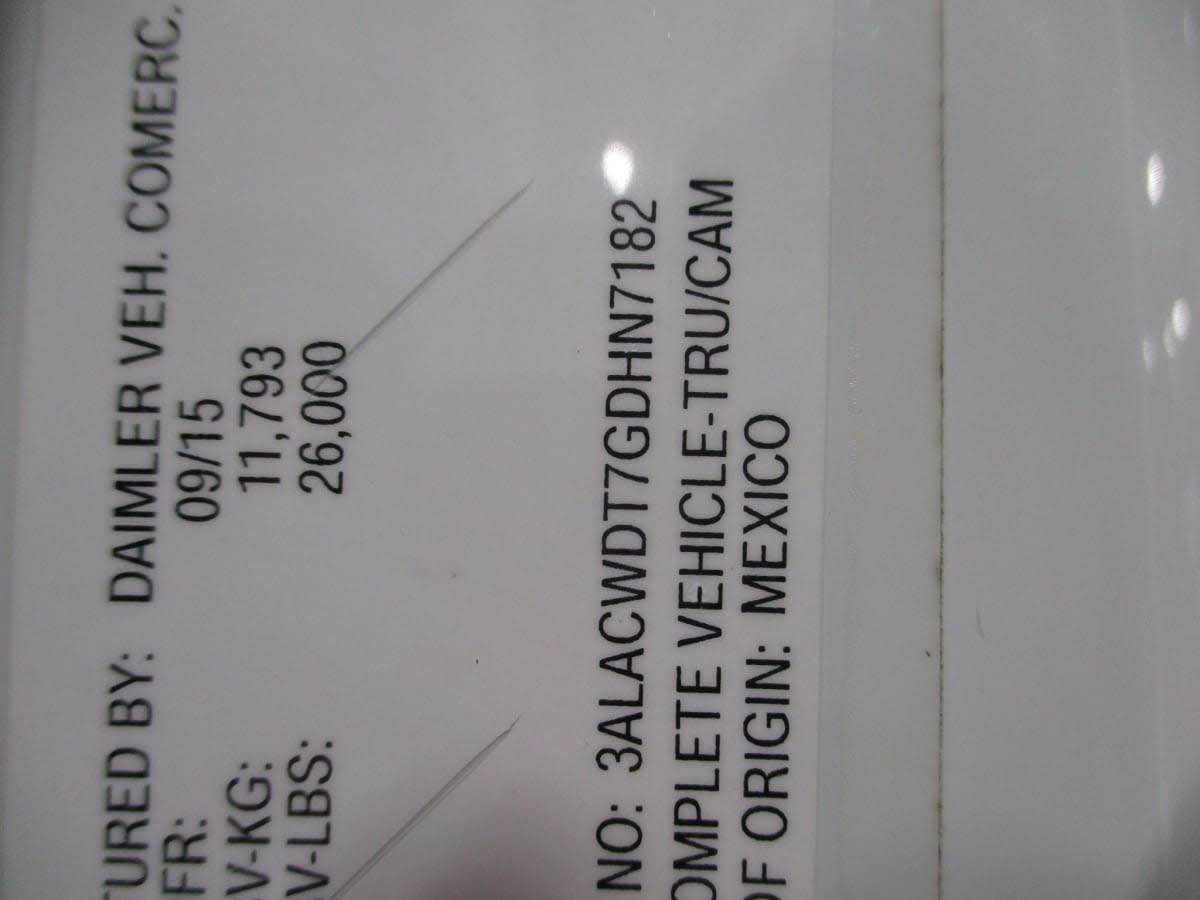 TURED BY: DAIMLER VEH. COMERC.
FR: 09/15
V-KG: 11,793
V-LBS: 26,000
NO: 3ALACWDT7GDHN7182
OMPLETE VEHICLE-TRU/CAM
OF ORIGIN: MEXICO